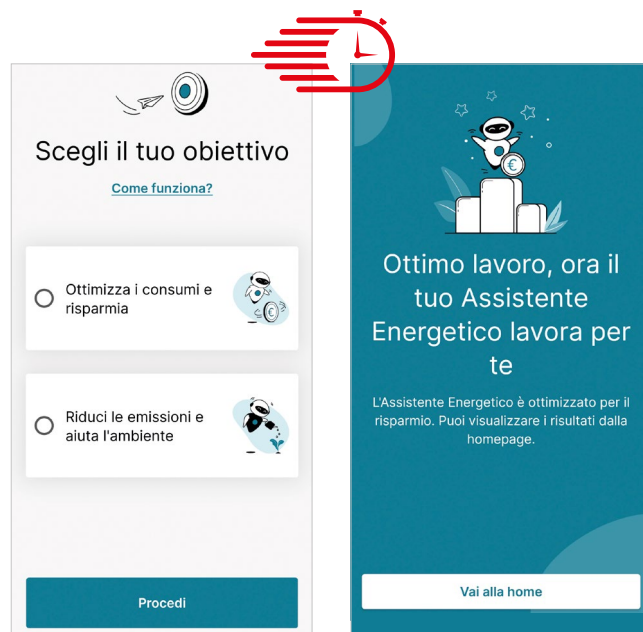 Scegli il tuo obiettivo
Come funziona?
Ottimizza i consumi e
risparmia
€
Riduci le emissioni e
aiuta l'ambiente
Procedi
€
Ottimo lavoro, ora il
tuo Assistente
Energetico lavora per
te
L'Assistente Energetico è ottimizzato per il
risparmio. Puoi visualizzare i risultati dalla
homepage.
Vai alla home